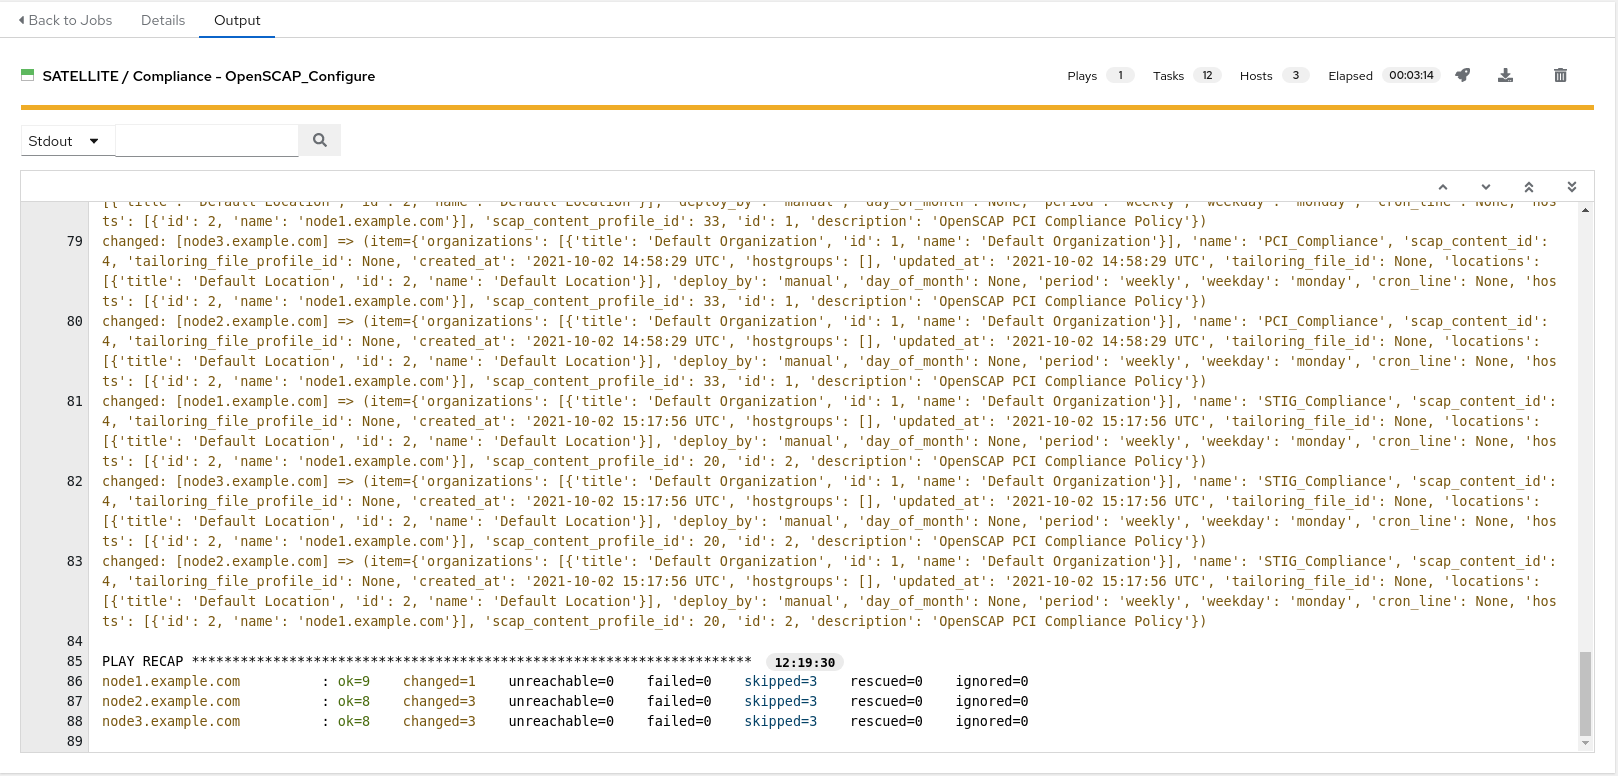 Back to Jobs Details Output
SATELLITE / Compliance - OpenSCAP_Configure Plays 1 Tasks 12 Hosts 3 Elapsed 00:03:14
Stdout
[{'title': 'Default Location', 'id': 2, 'name': 'Default Location'}], 'deploy_by': 'manual', 'day_of_month': None, 'period': 'weekly', 'weekday': 'monday', 'cron_line': None, 'hos
ts': [{'id': 2, 'name': 'node1.example.com'}], 'scap_content_profile_id': 33, 'id': 1, 'description': 'OpenSCAP PCI Compliance Policy'})
79 changed: [node3.example.com] => (item={'organizations': [{'title': 'Default Organization', 'id': 1, 'name': 'Default Organization'}], 'name': 'PCI_Compliance', 'scap_content_id':
4, 'tailoring_file_profile_id': None, 'created_at': '2021-10-02 14:58:29 UTC', 'hostgroups': [], 'updated_at': '2021-10-02 14:58:29 UTC', 'tailoring_file_id': None, 'locations':
[{'title': 'Default Location', 'id': 2, 'name': 'Default Location'}], 'deploy_by': 'manual', 'day_of_month': None, 'period': 'weekly', 'weekday': 'monday', 'cron_line': None, 'hos
ts': [{'id': 2, 'name': 'node1.example.com'}], 'scap_content_profile_id': 33, 'id': 1, 'description': 'OpenSCAP PCI Compliance Policy'})
80 changed: [node2.example.com] => (item={'organizations': [{'title': 'Default Organization', 'id': 1, 'name': 'Default Organization'}], 'name': 'PCI_Compliance', 'scap_content_id':
4, 'tailoring_file_profile_id': None, 'created_at': '2021-10-02 14:58:29 UTC', 'hostgroups': [], 'updated_at': '2021-10-02 14:58:29 UTC', 'tailoring_file_id': None, 'locations':
[{'title': 'Default Location', 'id': 2, 'name': 'Default Location'}], 'deploy_by': 'manual', 'day_of_month': None, 'period': 'weekly', 'weekday': 'monday', 'cron_line': None, 'hos
ts': [{'id': 2, 'name': 'node1.example.com'}], 'scap_content_profile_id': 33, 'id': 1, 'description': 'OpenSCAP PCI Compliance Policy'})
81 changed: [node1.example.com] => (item={'organizations': [{'title': 'Default Organization', 'id': 1, 'name': 'Default Organization'}], 'name': 'STIG_Compliance', 'scap_content_id':
4, 'tailoring_file_profile_id': None, 'created_at': '2021-10-02 15:17:56 UTC', 'hostgroups': [], 'updated_at': '2021-10-02 15:17:56 UTC', 'tailoring_file_id': None, 'locations':
[{'title': 'Default Location', 'id': 2, 'name': 'Default Location'}], 'deploy_by': 'manual', 'day_of_month': None, 'period': 'weekly', 'weekday': 'monday', 'cron_line': None, 'hos
ts': [{'id': 2, 'name': 'node1.example.com'}], 'scap_content_profile_id': 20, 'id': 2, 'description': 'OpenSCAP PCI Compliance Policy'})
82 changed: [node3.example.com] => (item={'organizations': [{'title': 'Default Organization', 'id': 1, 'name': 'Default Organization'}], 'name': 'STIG_Compliance', 'scap_content_id':
4, 'tailoring_file_profile_id': None, 'created_at': '2021-10-02 15:17:56 UTC', 'hostgroups': [], 'updated_at': '2021-10-02 15:17:56 UTC', 'tailoring_file_id': None, 'locations':
[{'title': 'Default Location', 'id': 2, 'name': 'Default Location'}], 'deploy_by': 'manual', 'day_of_month': None, 'period': 'weekly', 'weekday': 'monday', 'cron_line': None, 'hos
ts': [{'id': 2, 'name': 'node1.example.com'}], 'scap_content_profile_id': 20, 'id': 2, 'description': 'OpenSCAP PCI Compliance Policy'})
83 changed: [node2.example.com] => (item={'organizations': [{'title': 'Default Organization', 'id': 1, 'name': 'Default Organization'}], 'name': 'STIG_Compliance', 'scap_content_id':
4, 'tailoring_file_profile_id': None, 'created_at': '2021-10-02 15:17:56 UTC', 'hostgroups': [], 'updated_at': '2021-10-02 15:17:56 UTC', 'tailoring_file_id': None, 'locations':
[{'title': 'Default Location', 'id': 2, 'name': 'Default Location'}], 'deploy_by': 'manual', 'day_of_month': None, 'period': 'weekly', 'weekday': 'monday', 'cron_line': None, 'hos
ts': [{'id': 2, 'name': 'node1.example.com'}], 'scap_content_profile_id': 20, 'id': 2, 'description': 'OpenSCAP PCI Compliance Policy'})
84
85 PLAY RECAP ********************************************************************* 12:19:30
86 node1.example.com : ok=9 changed=1 unreachable=0 failed=0 skipped=3 rescued=0 ignored=0
87 node2.example.com : ok=8 changed=3 unreachable=0 failed=0 skipped=3 rescued=0 ignored=0
88 node3.example.com : ok=8 changed=3 unreachable=0 failed=0 skipped=3 rescued=0 ignored=0
89